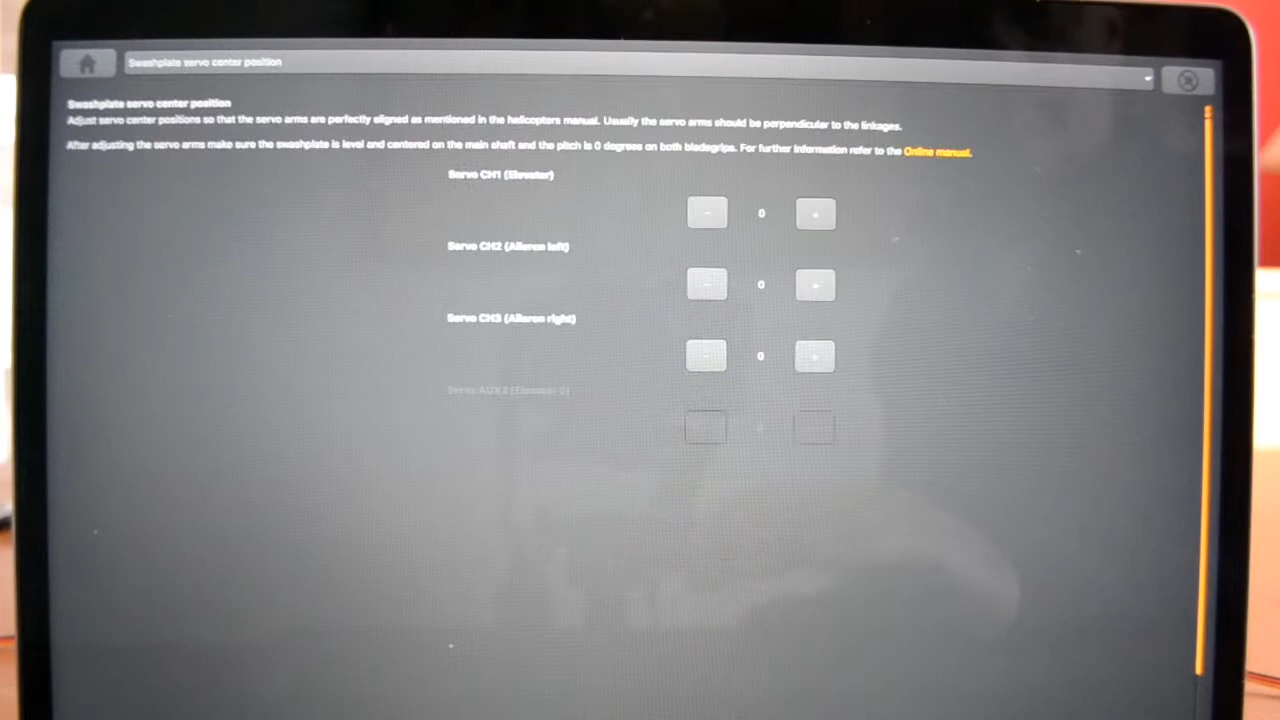 Swashplate servo center position
Swashplate servo center position
Adjust servo center positions so that the servo arms are perfectly aligned as mentioned in the helicopters manual. Usually the servo arms should be perpendicular to the linkages.
After adjusting the servo arms make sure the swashplate is level and centered on the main shaft and the pitch is 0 degrees on both bladegrips. For further information refer to the Online manual.
Servo CH1 (Elevator)
- 0 +
Servo CH2 (Aileron left)
- 0 +
Servo CH3 (Aileron right)
- 0 +
Servo (Elevator 2)